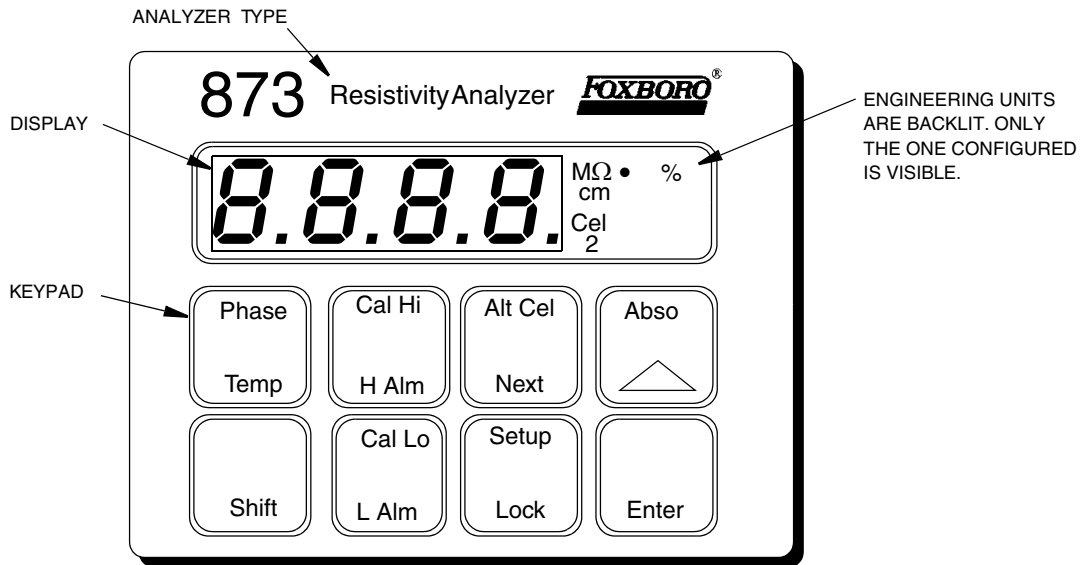 ANALYZER TYPE
873 Resistivity Analyzer FOXBORO®
DISPLAY
8.8.8.8.
MΩ • %
cm
Cel
2
ENGINEERING UNITS
ARE BACKLIT. ONLY
THE ONE CONFIGURED
IS VISIBLE.
KEYPAD
Phase
Temp
Cal Hi
H Alm
Alt Cel
Next
Abso
Shift
Cal Lo
L Alm
Setup
Lock
Enter